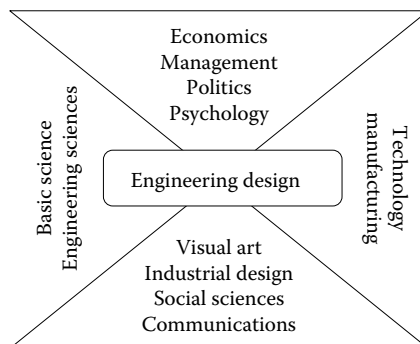 Economics
Management
Politics
Psychology
Basic science
Engineering sciences
Engineering design
Technology
manufacturing
Visual art
Industrial design
Social sciences
Communications